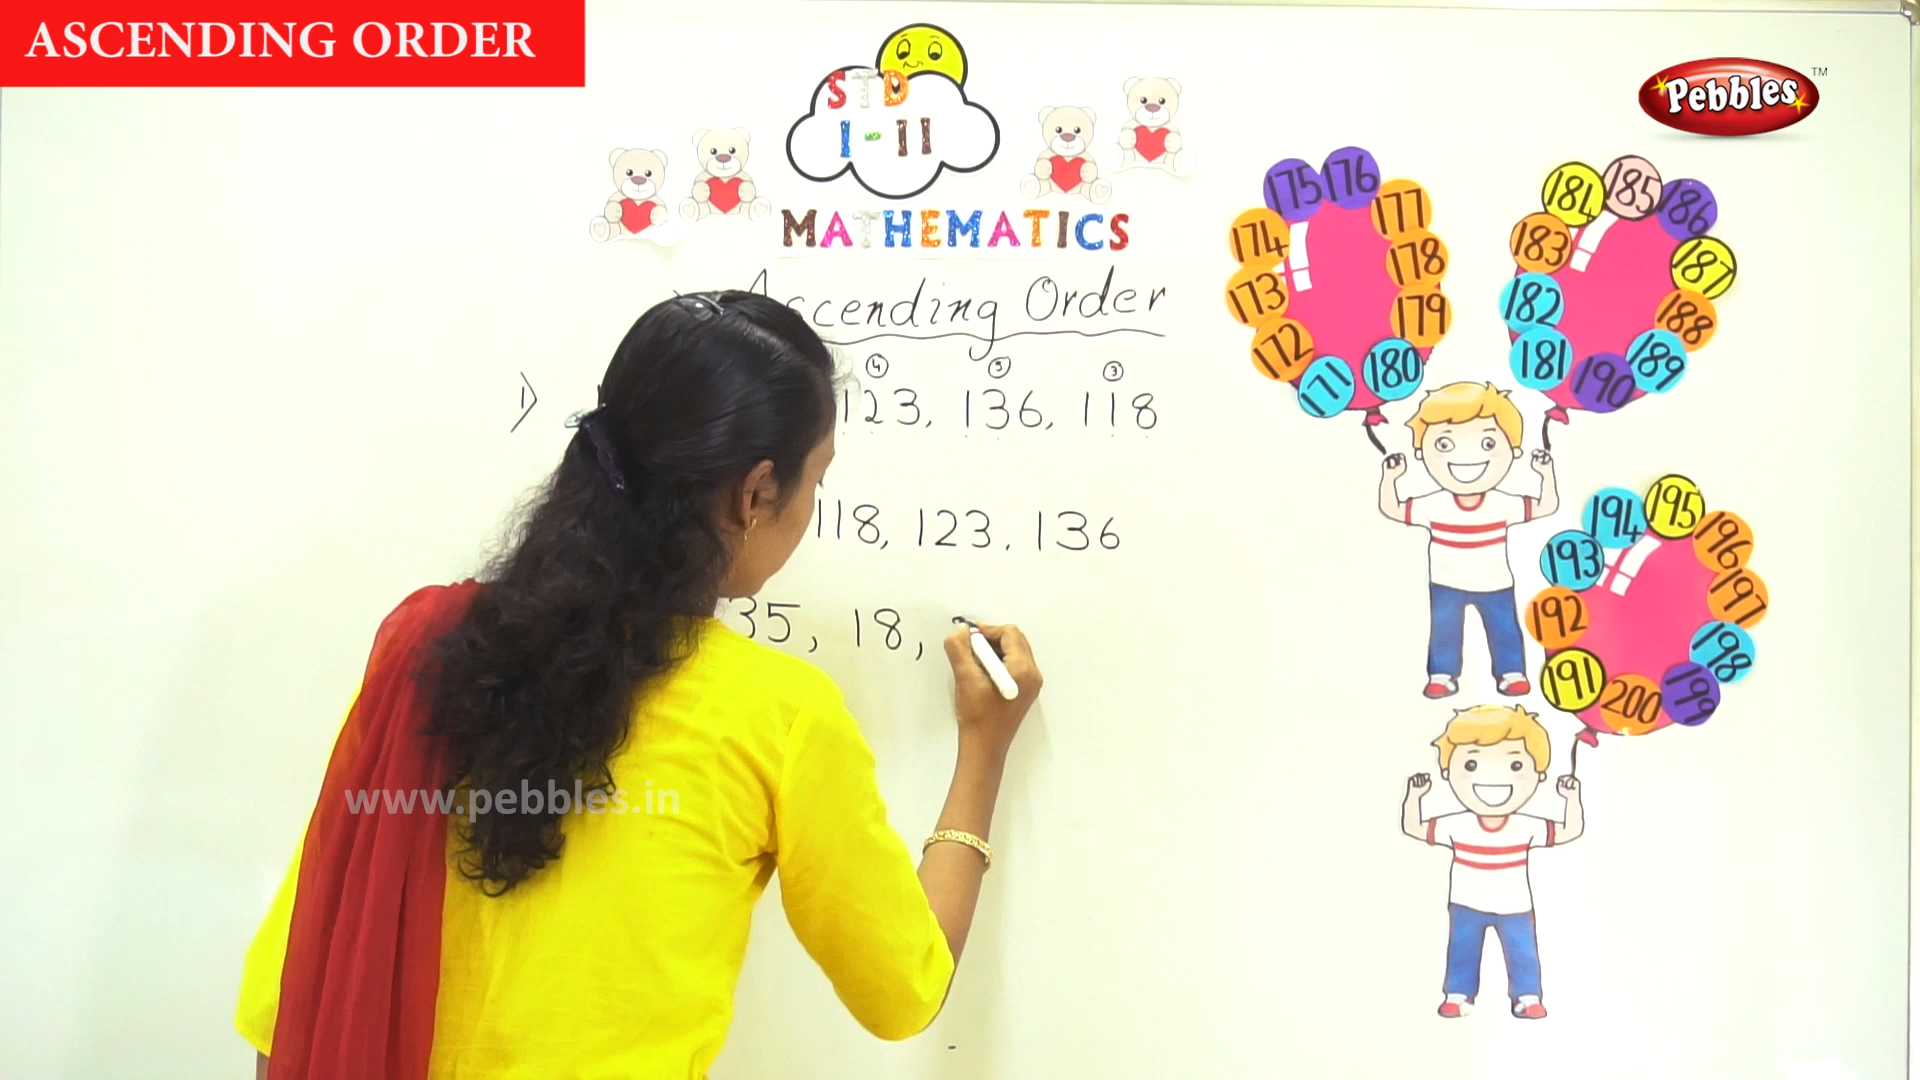 ASCENDING ORDER
Pebbles™
STD
I-II
MATHEMATICS
Ascending Order
④ ⑤ ③
1) 123, 136, 118
118, 123, 136
35, 18,
171 172 173 174 175 176 177 178 179 180
181 182 183 184 185 186 187 188 189 190
191 192 193 194 195 196 197 198 199 200
www.pebbles.in